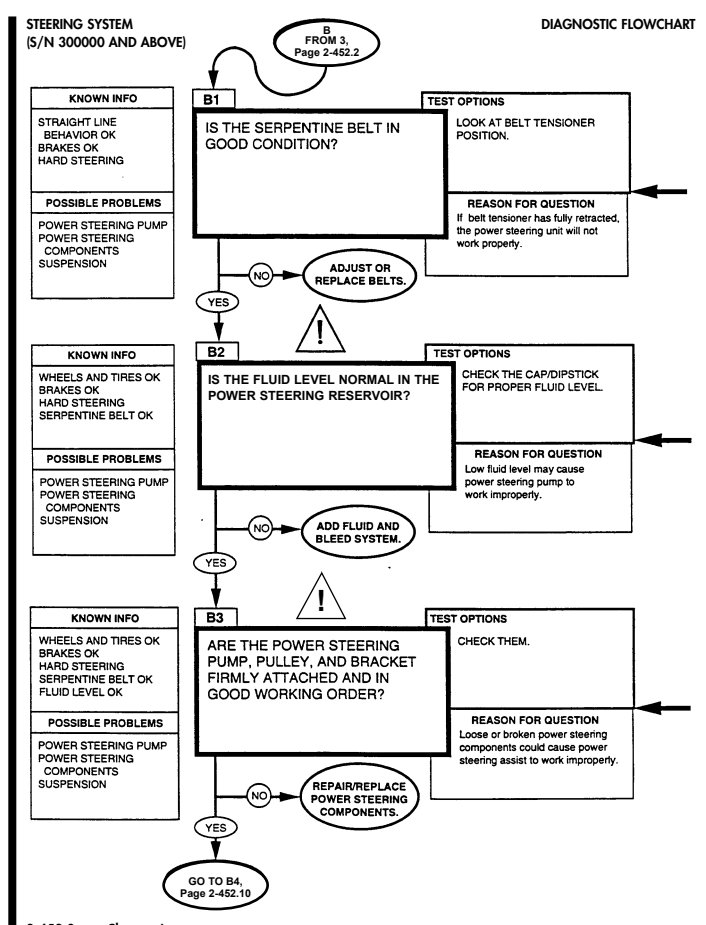 STEERING SYSTEM
(S/N 300000 AND ABOVE)
DIAGNOSTIC FLOWCHART
B
FROM 3,
Page 2-452.2
KNOWN INFO
STRAIGHT LINE
BEHAVIOR OK
BRAKES OK
HARD STEERING
POSSIBLE PROBLEMS
POWER STEERING PUMP
POWER STEERING
COMPONENTS
SUSPENSION
B1
IS THE SERPENTINE BELT IN
GOOD CONDITION?
TEST OPTIONS
LOOK AT BELT TENSIONER
POSITION.
REASON FOR QUESTION
If belt tensioner has fully retracted,
the power steering unit will not
work properly.
NO
ADJUST OR
REPLACE BELTS.
YES
!
KNOWN INFO
WHEELS AND TIRES OK
BRAKES OK
HARD STEERING
SERPENTINE BELT OK
POSSIBLE PROBLEMS
POWER STEERING PUMP
POWER STEERING
COMPONENTS
SUSPENSION
B2
IS THE FLUID LEVEL NORMAL IN THE
POWER STEERING RESERVOIR?
TEST OPTIONS
CHECK THE CAP/DIPSTICK
FOR PROPER FLUID LEVEL.
REASON FOR QUESTION
Low fluid level may cause
power steering pump to
work improperly.
NO
ADD FLUID AND
BLEED SYSTEM.
YES
!
KNOWN INFO
WHEELS AND TIRES OK
BRAKES OK
HARD STEERING
SERPENTINE BELT OK
FLUID LEVEL OK
POSSIBLE PROBLEMS
POWER STEERING PUMP
POWER STEERING
COMPONENTS
SUSPENSION
B3
ARE THE POWER STEERING
PUMP, PULLEY, AND BRACKET
FIRMLY ATTACHED AND IN
GOOD WORKING ORDER?
TEST OPTIONS
CHECK THEM.
REASON FOR QUESTION
Loose or broken power steering
components could cause power
steering assist to work improperly.
NO
REPAIR/REPLACE
POWER STEERING
COMPONENTS.
YES
GO TO B4,
Page 2-452.10